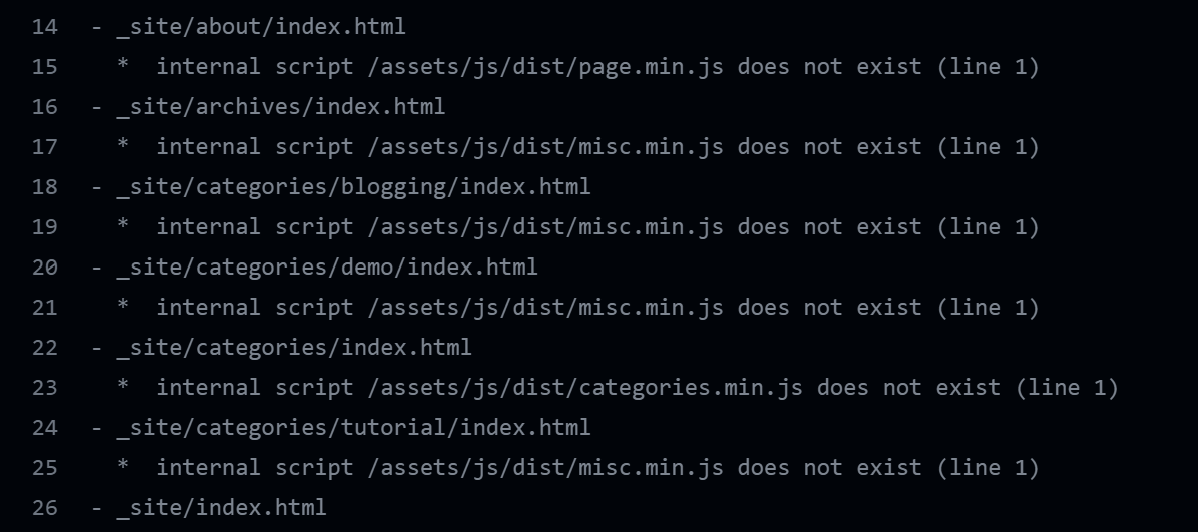 14 - _site/about/index.html
15 * internal script /assets/js/dist/page.min.js does not exist (line 1)
16 - _site/archives/index.html
17 * internal script /assets/js/dist/misc.min.js does not exist (line 1)
18 - _site/categories/blogging/index.html
19 * internal script /assets/js/dist/misc.min.js does not exist (line 1)
20 - _site/categories/demo/index.html
21 * internal script /assets/js/dist/misc.min.js does not exist (line 1)
22 - _site/categories/index.html
23 * internal script /assets/js/dist/categories.min.js does not exist (line 1)
24 - _site/categories/tutorial/index.html
25 * internal script /assets/js/dist/misc.min.js does not exist (line 1)
26 - _site/index.html